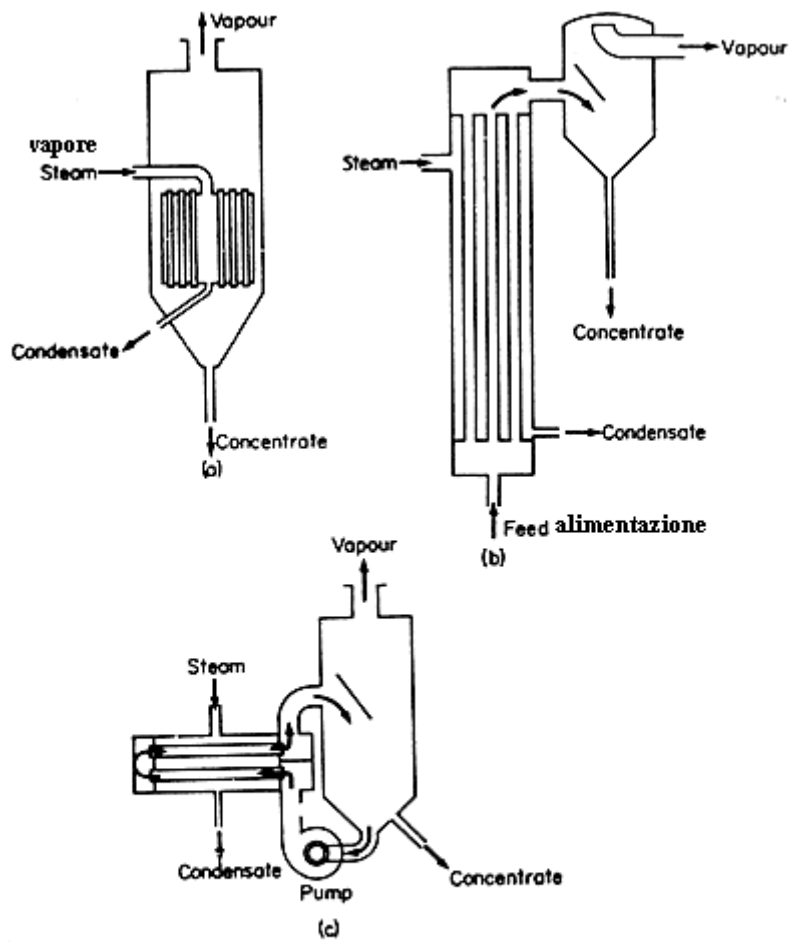 Vapour
vapore
Steam
Condensate
Concentrate
(a)
Vapour
Steam
Concentrate
Condensate
Feed alimentazione
(b)
Vapour
Steam
Condensate
Pump
Concentrate
(c)